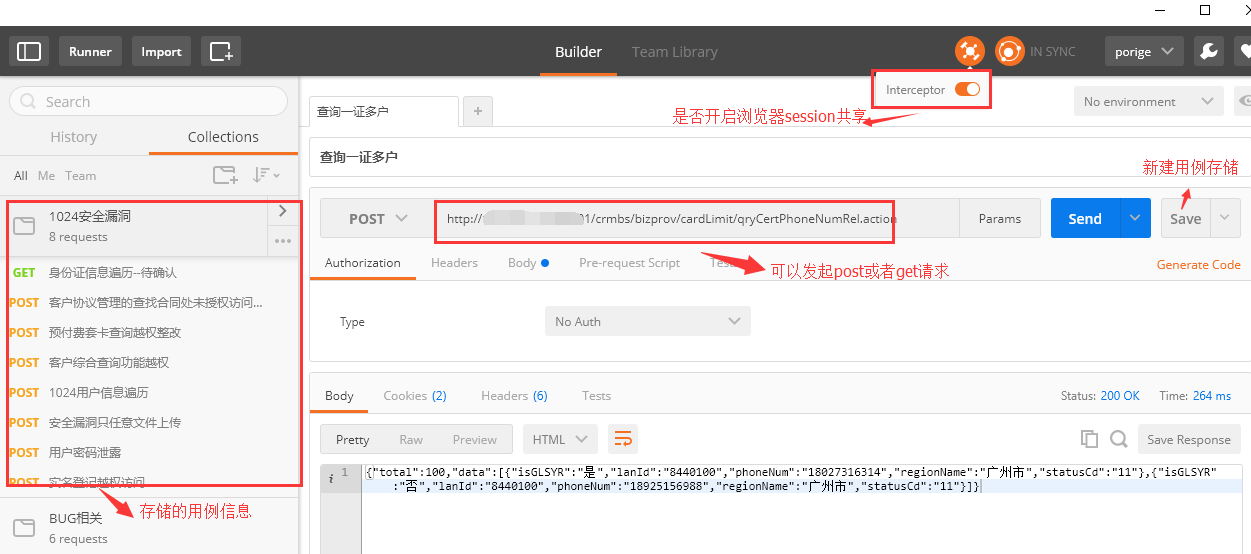 Runner
Import
Builder
Team Library
IN SYNC
porige
Interceptor
Search
History
Collections
查询一证多户
+
是否开启浏览器session共享
No environment
All Me Team
查询一证多户
新建用例存储
1024安全漏洞
8 requests
POST
http://
01/crmbs/bizprov/cardLimit/qryCertPhoneNumRel.action
Params
Send
Save
GET 身份证信息遍历--待确认
POST 客户协议管理的查找合同处未授权访问...
POST 预付费套卡查询越权整改
POST 客户综合查询功能越权
POST 1024用户信息遍历
POST 安全漏洞只任意文件上传
POST 用户密码泄露
POST 实名登记越权访问
存储的用例信息
BUG相关
6 requests
Authorization
Headers
Body
Pre-request Script
Tests
可以发起post或者get请求
Generate Code
Type
No Auth
Body
Cookies (2)
Headers (6)
Tests
Status: 200 OK
Time: 264 ms
Pretty
Raw
Preview
HTML
Save Response
i 1 {"total":100,"data":[{"isGLSYR":"是","lanId":"8440100","phoneNum":"18027316314","regionName":"广州市","statusCd":"11"},{"isGLSYR"
:"否","lanId":"8440100","phoneNum":"18925156988","regionName":"广州市","statusCd":"11"}]}